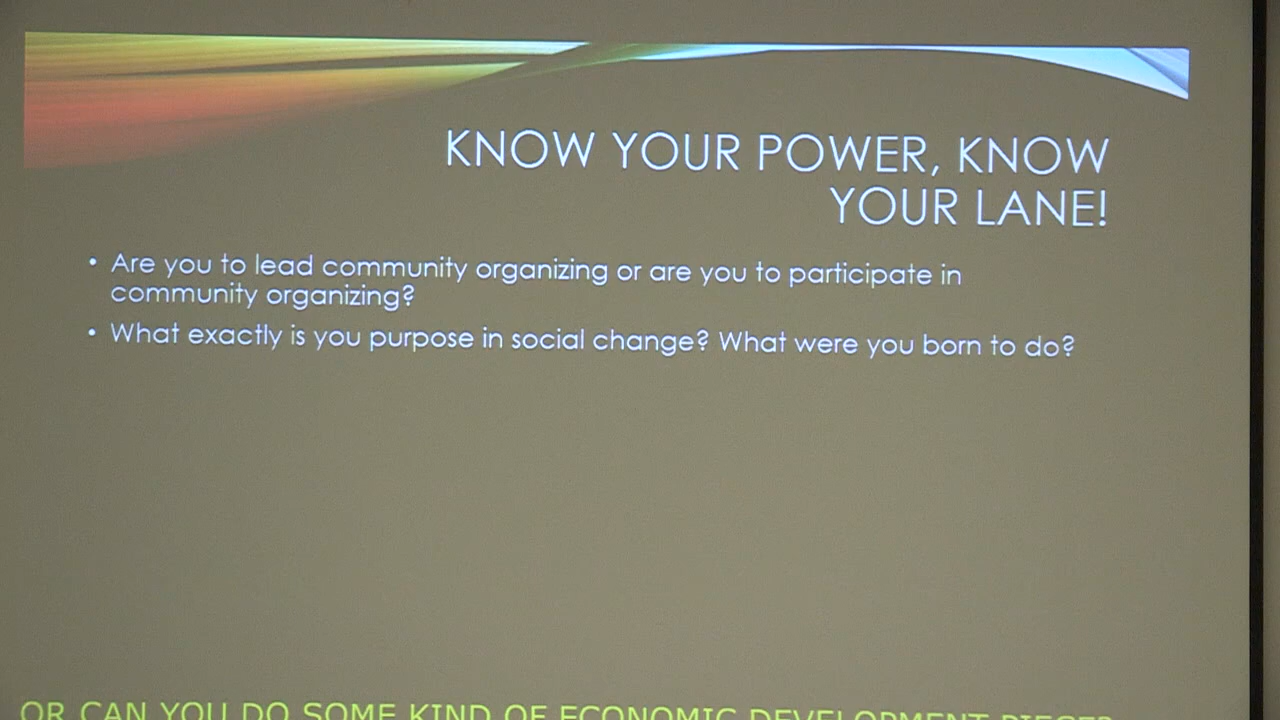 KNOW YOUR POWER, KNOW
YOUR LANE!
• Are you to lead community organizing or are you to participate in
community organizing?
• What exactly is you purpose in social change? What were you born to do?
OR CAN YOU DO SOME KIND OF ECONOMIC DEVELOPMENT PIECE?